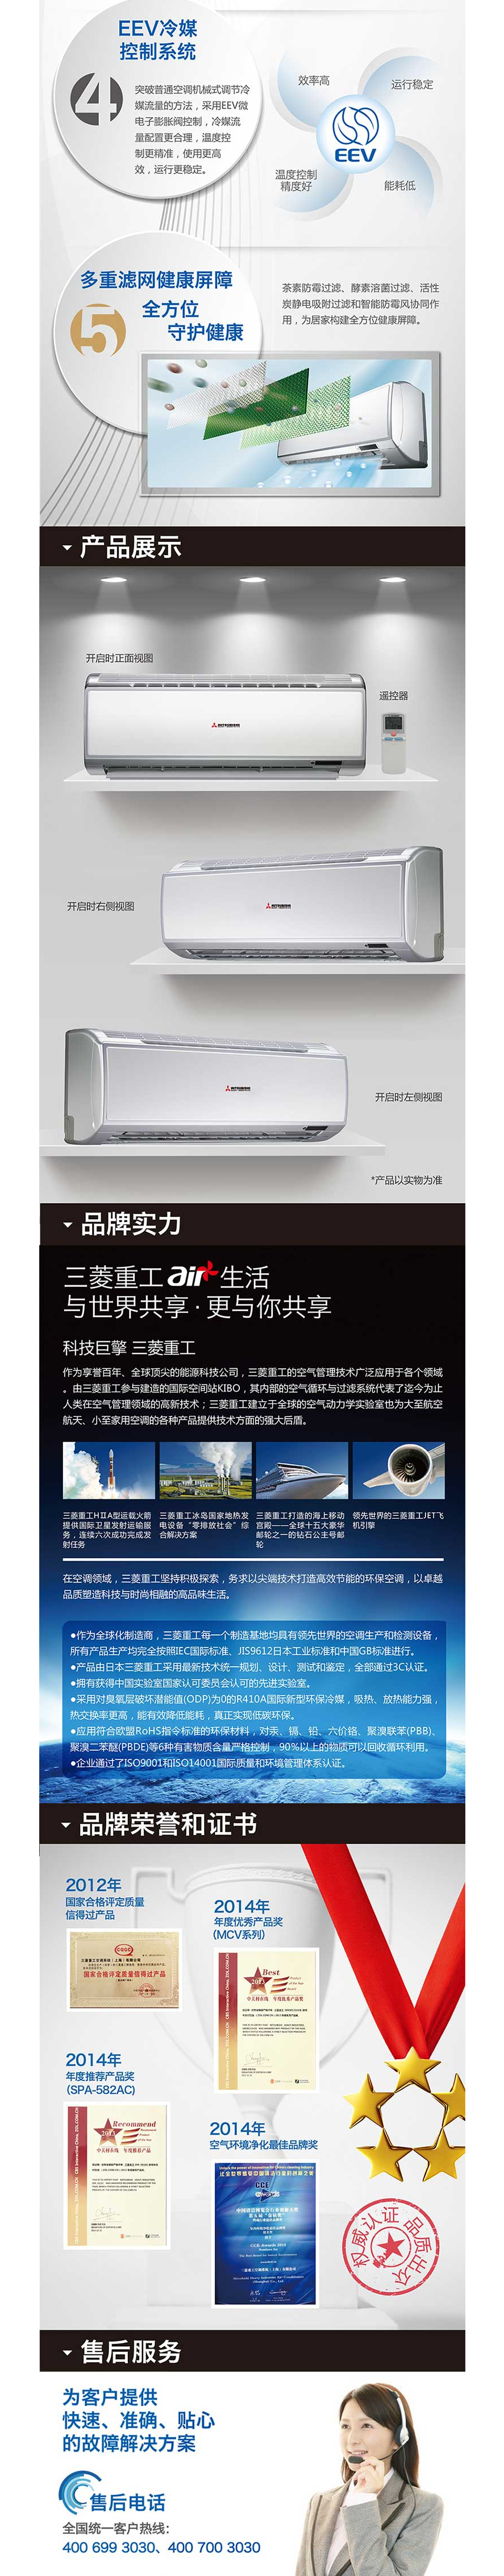 EEV冷媒
控制系统
4
突破普通空调机械式调节冷
媒流量的方法，采用EEV微
电子膨胀阀控制，冷媒流
量配置更合理，温度控
制更精准，使用更高
效，运行更稳定。
效率高
运行稳定
EEV
温度控制
精度好
能耗低
多重滤网健康屏障
5
全方位
守护健康
茶素防霉过滤、酵素溶菌过滤、活性
炭静电吸附过滤和智能防霉风协同作
用，为居家构建全方位健康屏障。
产品展示
开启时正面视图
遥控器
MITSUBISHI
开启时右侧视图
MITSUBISHI
MITSUBISHI
开启时左侧视图
*产品以实物为准
品牌实力
三菱重工 air 生活
与世界共享·更与你共享
科技巨擎 三菱重工
作为享誉百年、全球顶尖的能源科技公司，三菱重工的空气管理技术广泛应用于各个领域
。由三菱重工参与建造的国际空间站KIBO，其内部的空气循环与过滤系统代表了迄今为止
人类在空气管理领域的高新技术；三菱重工建立于全球的空气动力学实验室也为大至航空
航天、小至家用空调的各种产品提供技术方面的强大后盾。
三菱重工HⅡA型运载火箭
提供国际卫星发射运输服
务，连续六次成功完成发
射任务
三菱重工冰岛国家地热发
电设备“零排放社会”综
合解决方案
三菱重工打造的海上移动
宫殿——全球十五大豪华
邮轮之一的钻石公主号邮
轮
领先世界的三菱重工JET飞
机引擎
在空调领域，三菱重工坚持积极探索，务求以尖端技术打造高效节能的环保空调，以卓越
品质塑造科技与时尚相融的高品味生活。
●作为全球化制造商，三菱重工每一个制造基地均具有领先世界的空调生产和检测设备，
所有产品生产均完全按照IEC国际标准、JIS9612日本工业标准和中国GB标准进行。
●产品由日本三菱重工采用最新技术统一规划、设计、测试和鉴定，全部通过3C认证。
●拥有获得中国实验室国家认可委员会认可的先进实验室。
●采用对臭氧层破坏潜能值(ODP)为0的R410A国际新型环保冷媒，吸热、放热能力强，
热交换率更高，能有效降低能耗，真正实现低碳环保。
●应用符合欧盟RoHS指令标准的环保材料，对汞、镉、铅、六价铬、聚溴联苯(PBB)、
聚溴二苯醚(PBDE)等6种有害物质含量严格控制，90%以上的物质可以回收循环利用。
●企业通过了ISO9001和ISO14001国际质量和环境管理体系认证。
品牌荣誉和证书
2012年
国家合格评定质量
信得过产品
国家合格评定质量信得过产品
2014年
年度优秀产品奖
(MCV系列)
Best
2014年
年度推荐产品奖
(SPA-582AC)
Recommend
2014年
空气环境净化最佳品牌奖
权威认证 品质出众
售后服务
为客户提供
快速、准确、贴心
的故障解决方案
售后电话
全国统一客户热线:
400 699 3030、400 700 3030